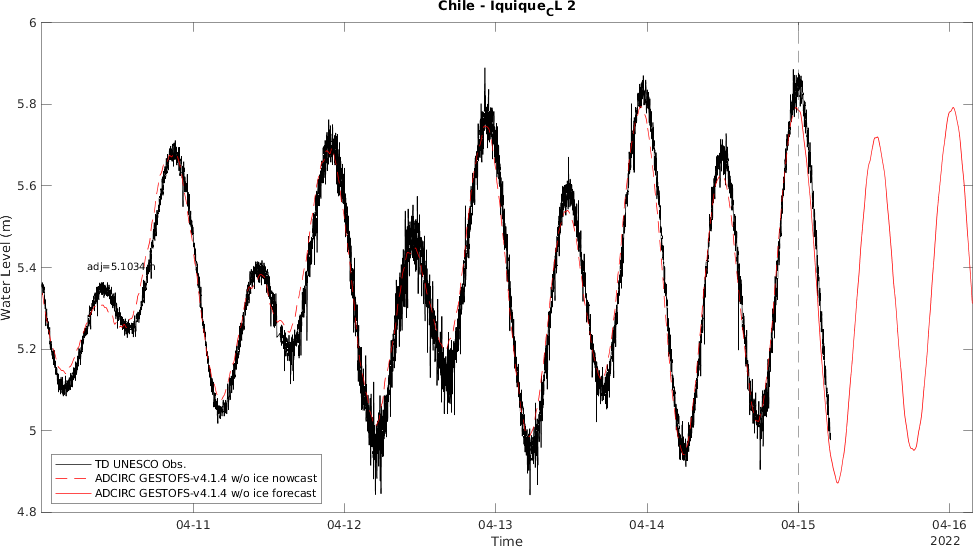 Chile - Iquique_CL 2
6
5.8
5.6
5.4
5.2
5
4.8
Water Level (m)
adj=5.1034m
TD UNESCO Obs.
ADCIRC GESTOFS-v4.1.4 w/o ice nowcast
ADCIRC GESTOFS-v4.1.4 w/o ice forecast
04-11 04-12 04-13 04-14 04-15 04-16
Time 2022